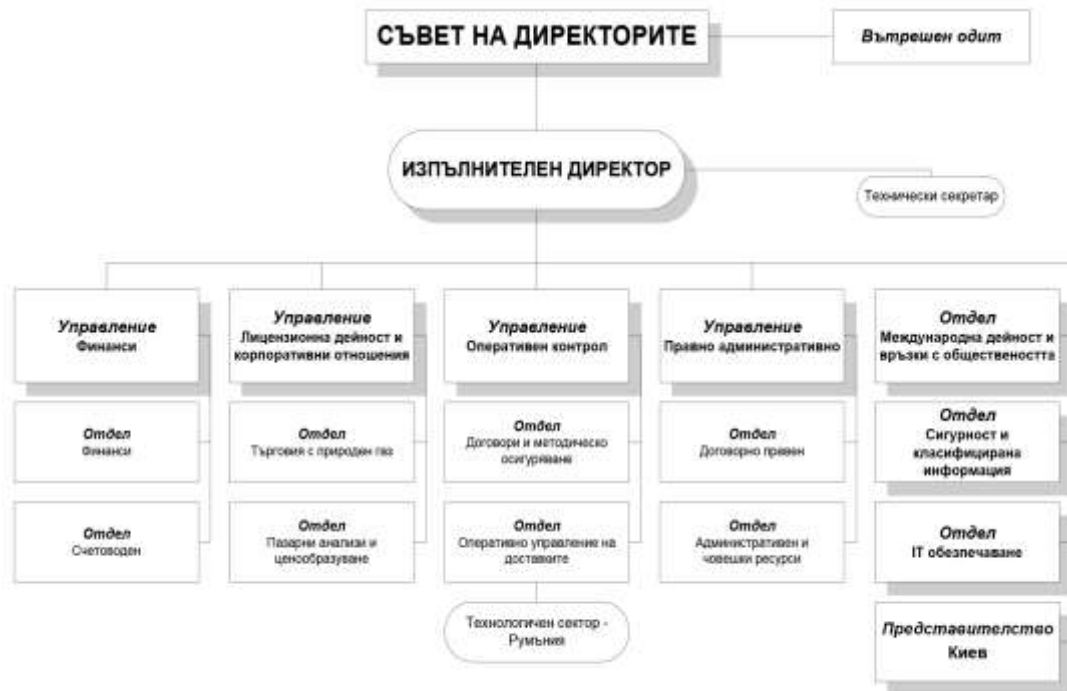 СЪВЕТ НА ДИРЕКТОРИТЕ
Вътрешен одит
ИЗПЪЛНИТЕЛЕН ДИРЕКТОР
Технически секретар
Управление
Финанси
Управление
Лицензионна дейност и
корпоративни отношения
Управление
Оперативен контрол
Управление
Правно административно
Отдел
Международна дейност и
връзки с обществеността
Отдел
Финанси
Отдел
Търговия с природен газ
Отдел
Договори и методическо
осигуряване
Отдел
Договорно правен
Отдел
Сигурност и
класифицирана
информация
Отдел
Счетоводен
Отдел
Пазарни анализи и
ценообразуване
Отдел
Оперативно управление на
доставките
Отдел
Административен и
човешки ресурси
Отдел
IT обезпечаване
Технологичен сектор -
Румъния
Представителство
Киев